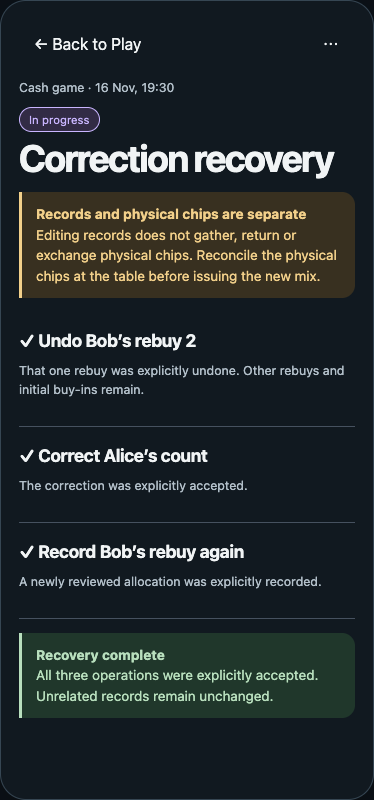 ← Back to Play
...
Cash game · 16 Nov, 19:30
In progress
Correction recovery
Records and physical chips are separate
Editing records does not gather, return or
exchange physical chips. Reconcile the physical
chips at the table before issuing the new mix.
✓ Undo Bob’s rebuy 2
That one rebuy was explicitly undone. Other rebuys and
initial buy-ins remain.
✓ Correct Alice’s count
The correction was explicitly accepted.
✓ Record Bob’s rebuy again
A newly reviewed allocation was explicitly recorded.
Recovery complete
All three operations were explicitly accepted.
Unrelated records remain unchanged.